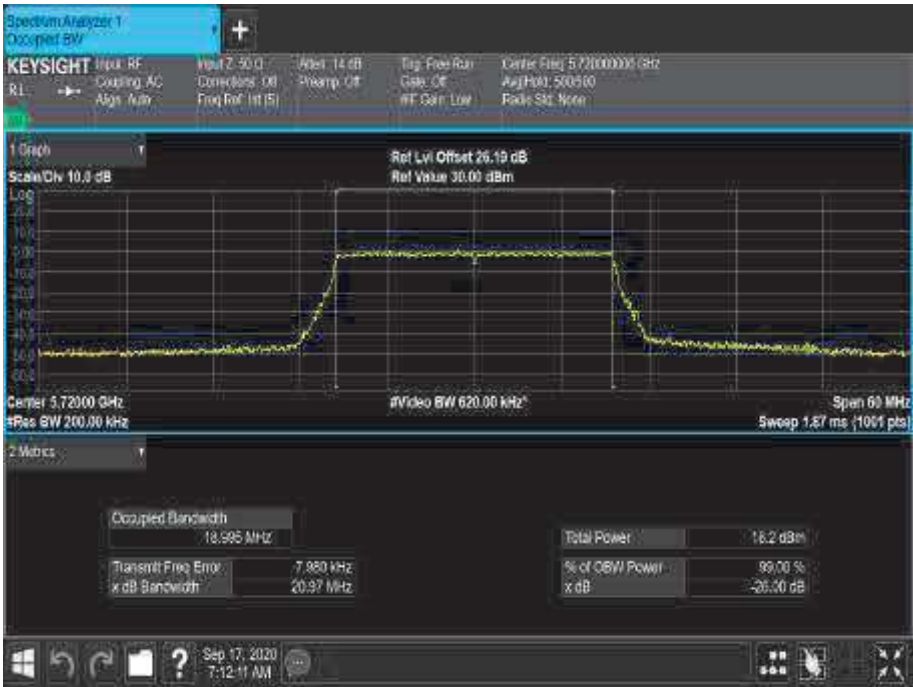 Spectrum Analyzer 1
Occupied BW
+
KEYSIGHT Input: RF Input Z: 50 Ω Atten: 14 dB Trig: Free Run Center Freq: 5.720000000 GHz
Coupling: AC Corrections: Off Preamp: Off Gate: Off Avg|Hold: 500/500
Align: Auto Freq Ref: Int (S) #IF Gain: Low Radio Std: None
1 Graph
Ref Lvl Offset 26.19 dB
Scale/Div 10.0 dB Ref Value 30.00 dBm
Log
Center 5.72000 GHz #Video BW 620.00 kHz* Span 60 MHz
#Res BW 200.00 kHz Sweep 1.87 ms (1001 pts)
2 Metrics
Occupied Bandwidth
18.995 MHz Total Power
Transmit Freq Error -7.980 kHz % of OBW Power 99.00 %
x dB Bandwidth 20.97 MHz x dB -26.00 dB
? Sep 17, 2020
7:12:11 AM